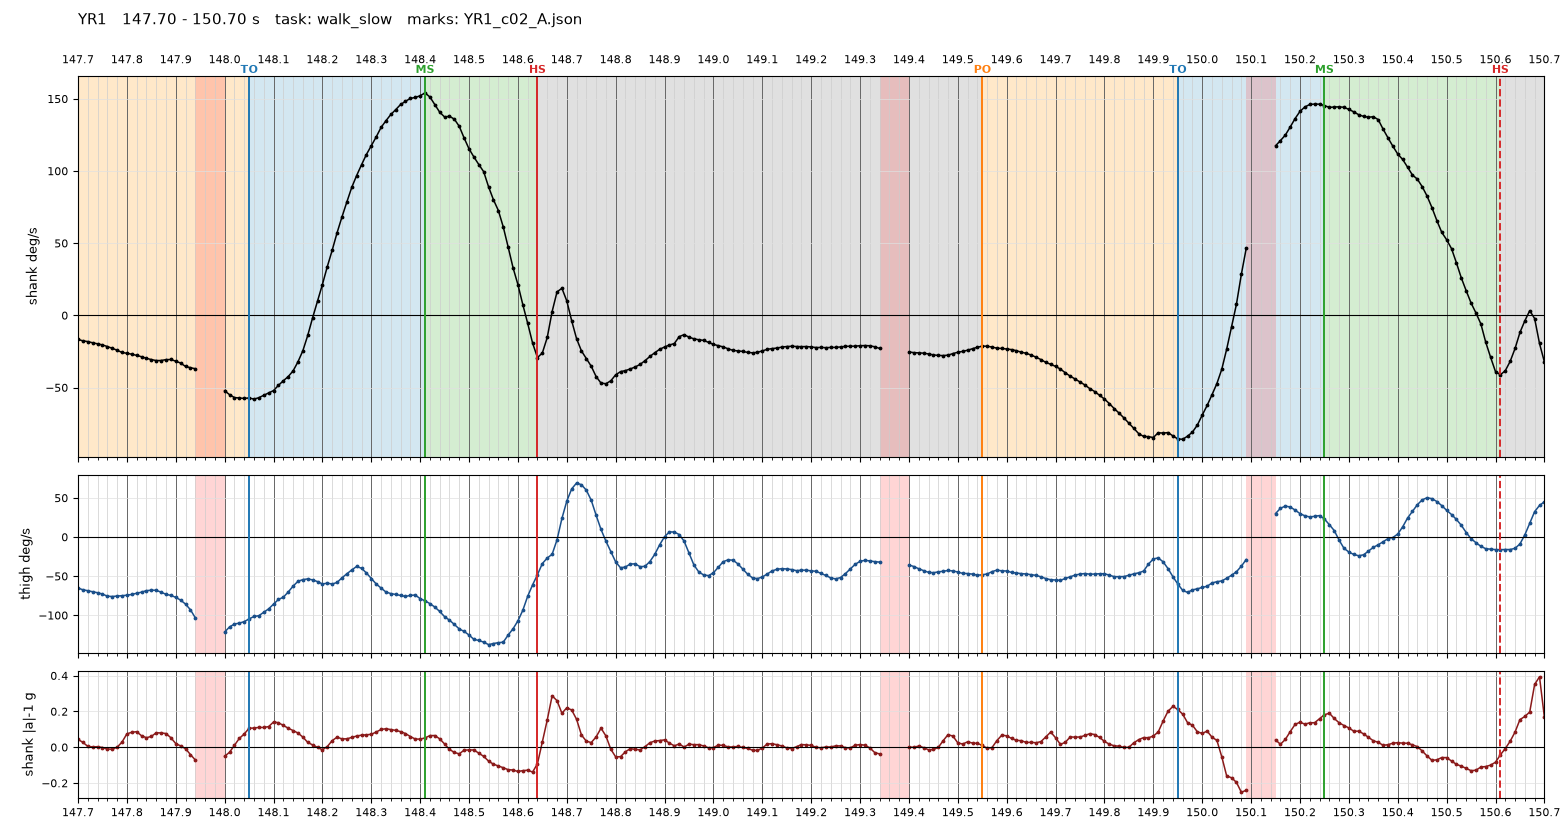 YR1 147.70 - 150.70 s task: walk_slow marks: YR1_c02_A.json
147.7 147.8 147.9 148.0 148.1 148.2 148.3 148.4 148.5 148.6 148.7 148.8 148.9 149.0 149.1 149.2 149.3 149.4 149.5 149.6 149.7 149.8 149.9 150.0 150.1 150.2 150.3 150.4 150.5 150.6 150.7
TO MS HS PO TO MS HS
shank deg/s
150
100
50
0
−50
thigh deg/s
50
0
−50
−100
shank |a|-1 g
0.4
0.2
0.0
−0.2
147.7 147.8 147.9 148.0 148.1 148.2 148.3 148.4 148.5 148.6 148.7 148.8 148.9 149.0 149.1 149.2 149.3 149.4 149.5 149.6 149.7 149.8 149.9 150.0 150.1 150.2 150.3 150.4 150.5 150.6 150.7